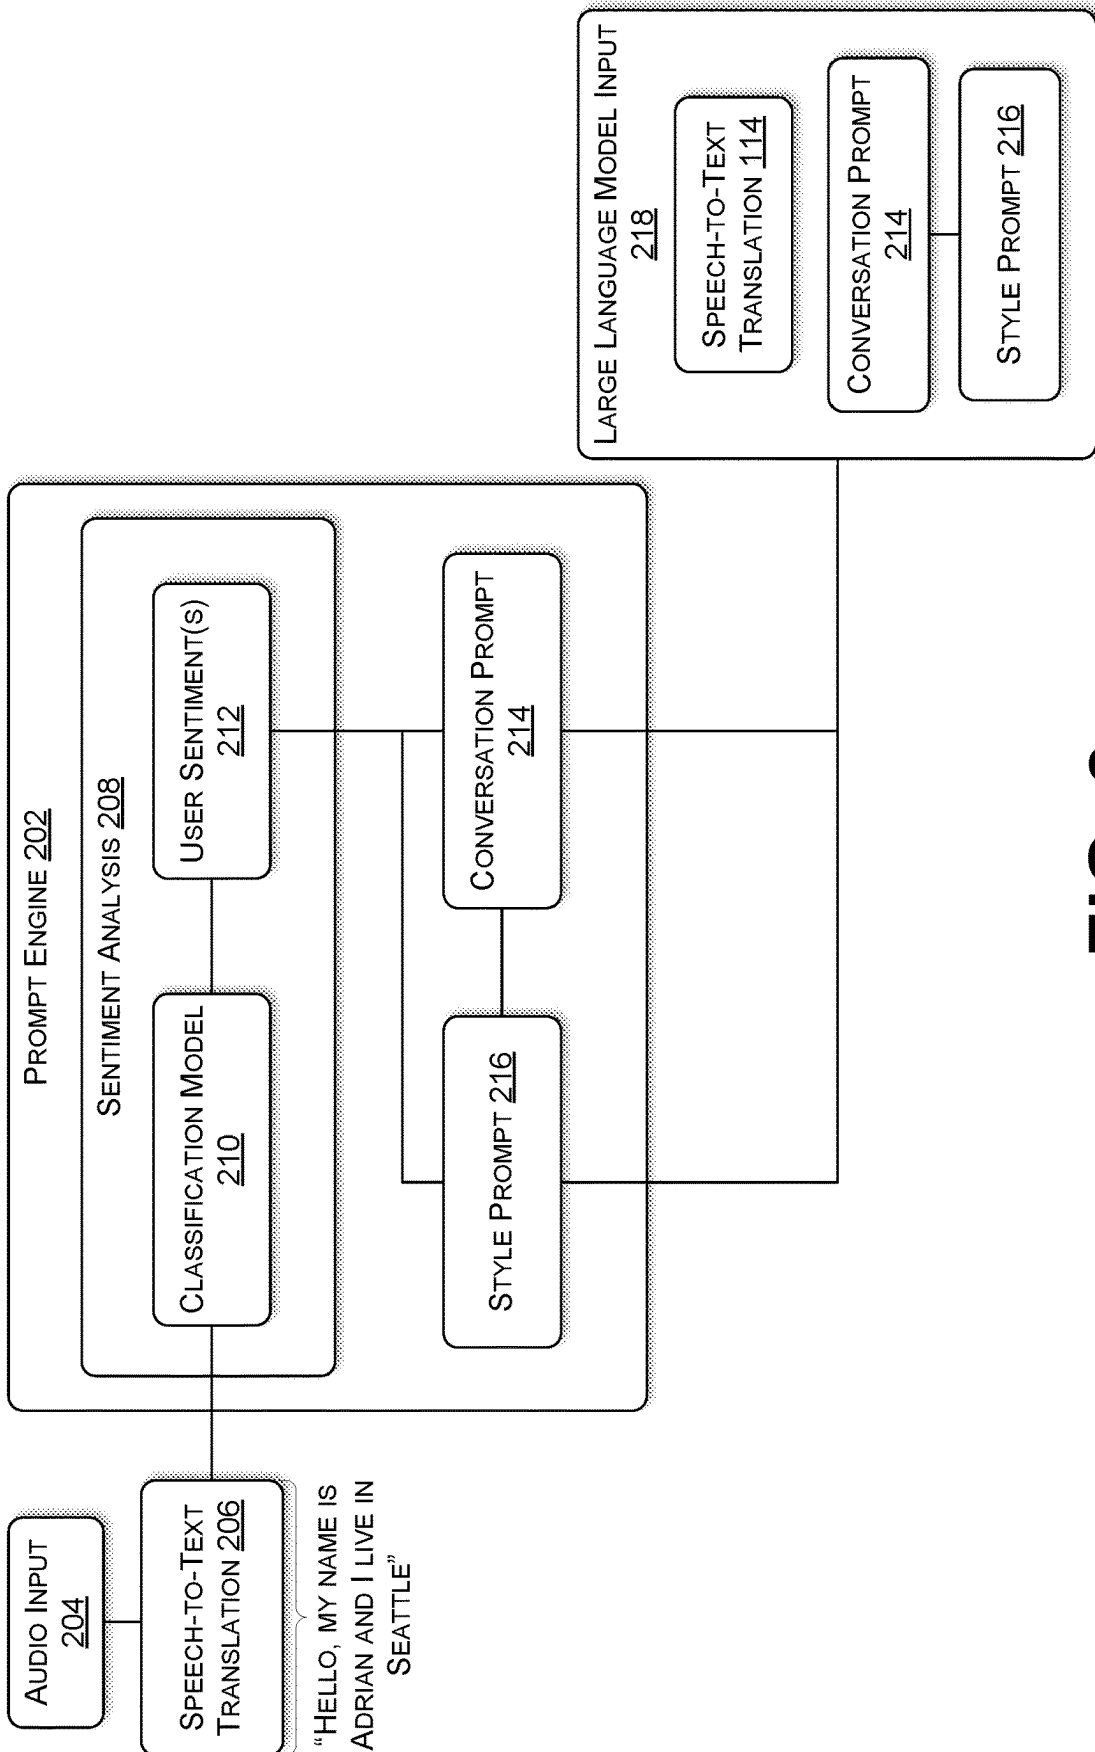 AUDIO INPUT
204
SPEECH-TO-TEXT
TRANSLATION 206
"HELLO, MY NAME IS
ADRIAN AND I LIVE IN
SEATTLE"
PROMPT ENGINE 202
SENTIMENT ANALYSIS 208
CLASSIFICATION MODEL
210
USER SENTIMENT(S)
212
STYLE PROMPT 216
CONVERSATION PROMPT
214
LARGE LANGUAGE MODEL INPUT
218
SPEECH-TO-TEXT
TRANSLATION 114
CONVERSATION PROMPT
214
STYLE PROMPT 216